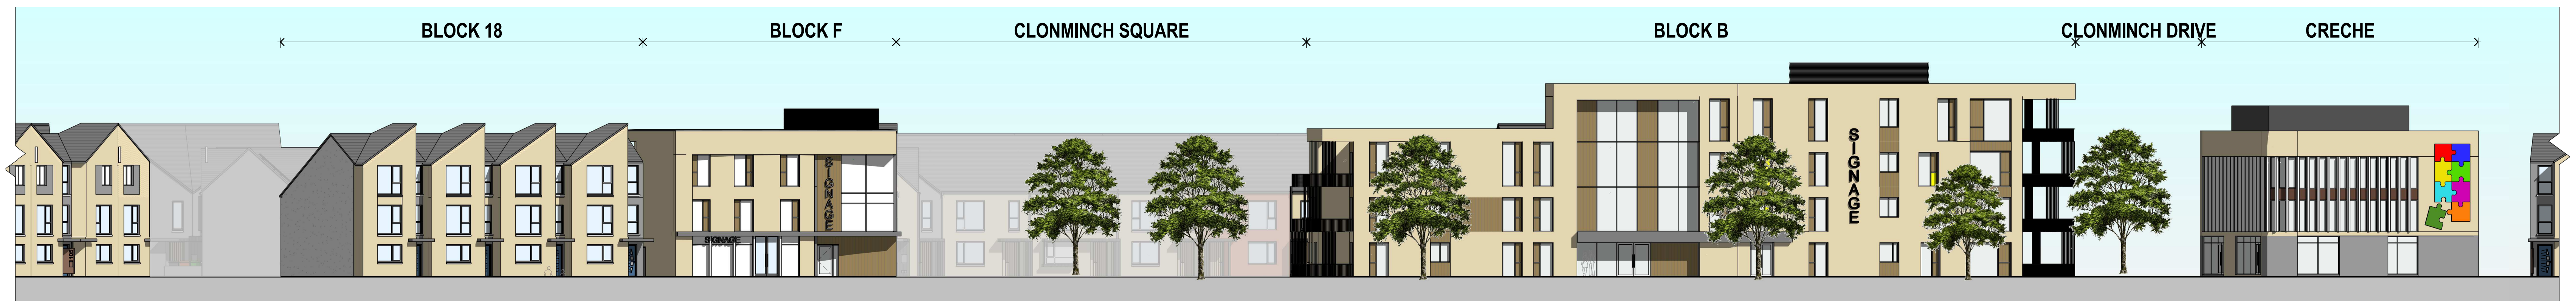 BLOCK 18
BLOCK F
CLONMINCH SQUARE
BLOCK B
CLONMINCH DRIVE
CRECHE
SIGNAGE
SIGNAGE
SIGNAGE